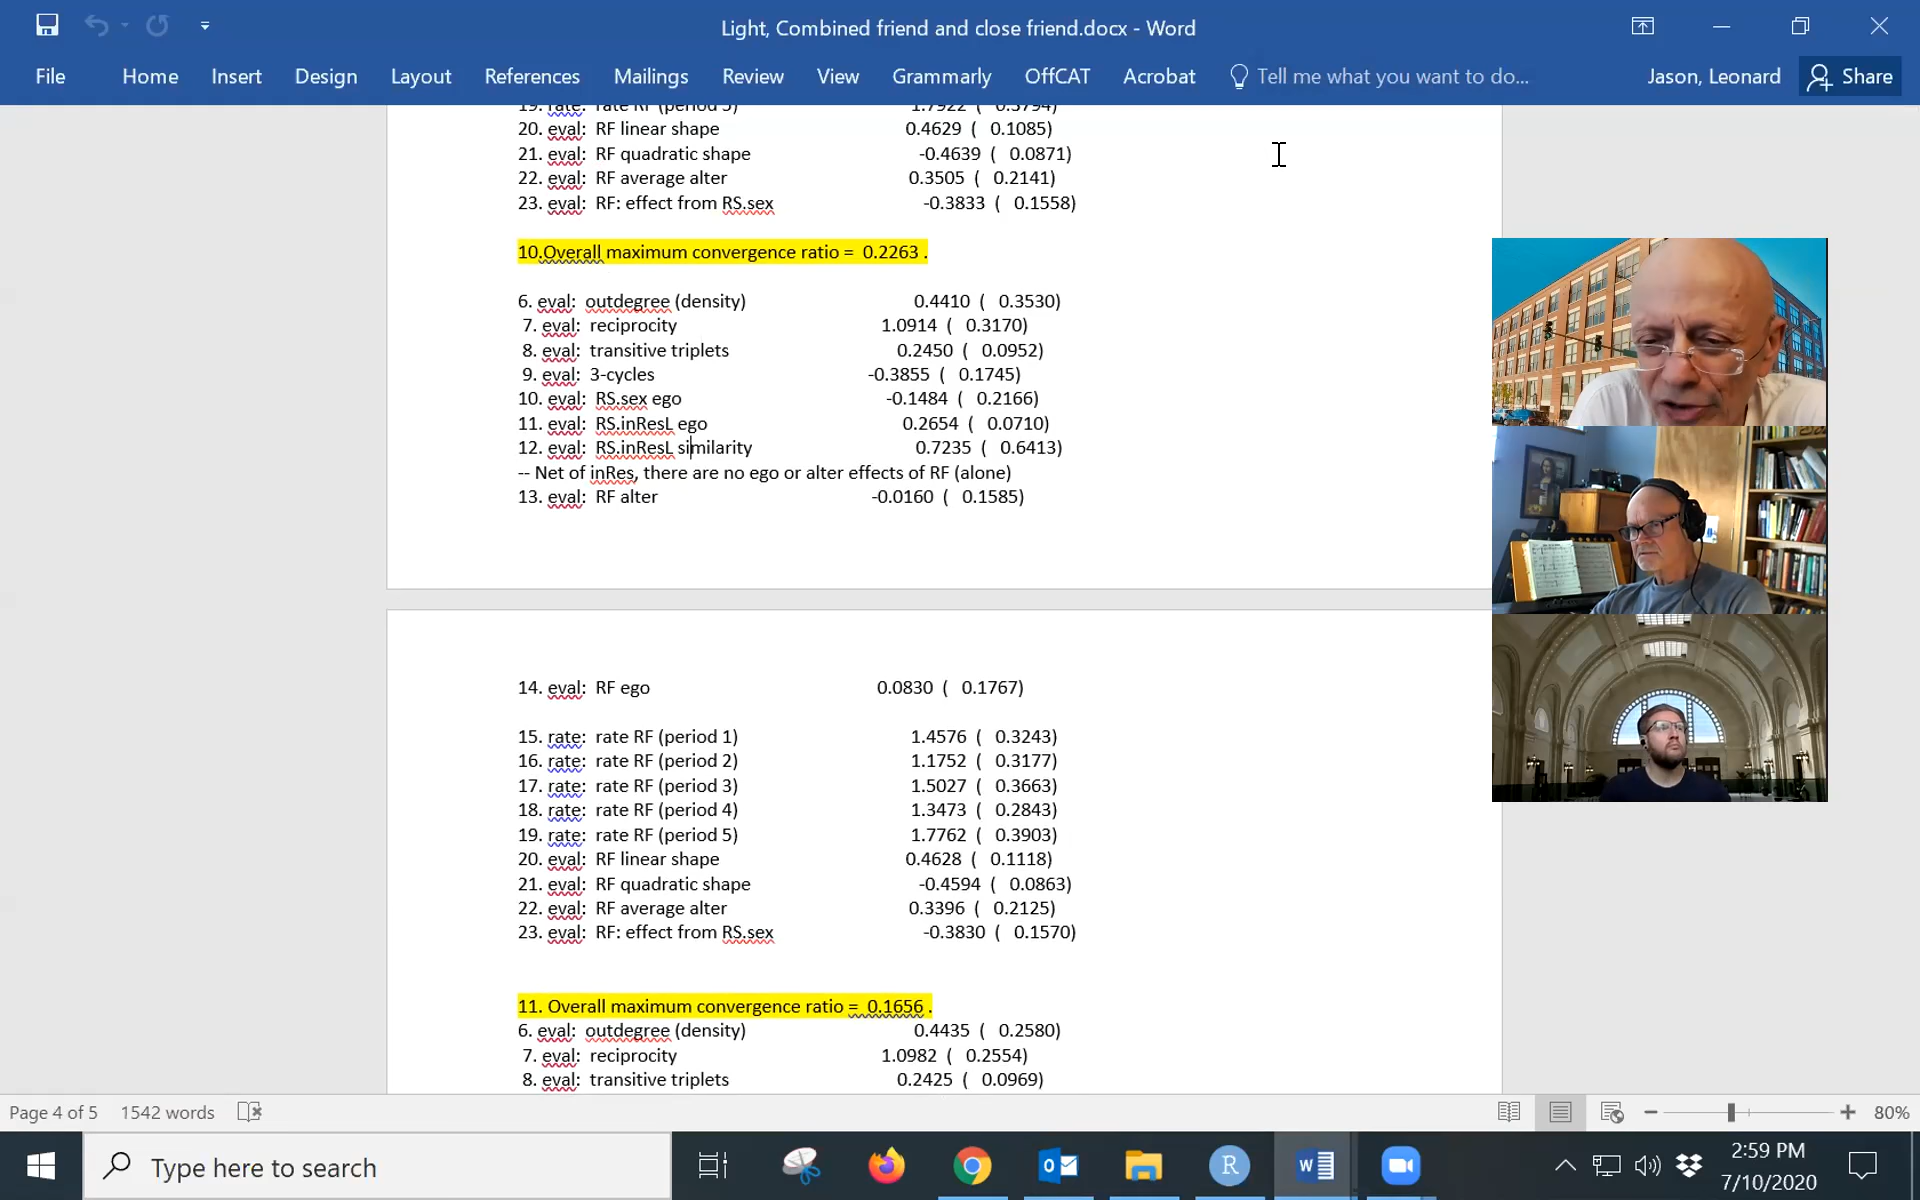 Light, Combined friend and close friend.docx - Word
File Home Insert Design Layout References Mailings Review View Grammarly OffCAT Acrobat Tell me what you want to do... Jason, Leonard Share
19. rate: rate RF (period 5) 1.7922 ( 0.3794)
20. eval: RF linear shape 0.4629 ( 0.1085)
21. eval: RF quadratic shape -0.4639 ( 0.0871)
22. eval: RF average alter 0.3505 ( 0.2141)
23. eval: RF: effect from RS.sex -0.3833 ( 0.1558)
10.Overall maximum convergence ratio = 0.2263 .
6. eval: outdegree (density) 0.4410 ( 0.3530)
7. eval: reciprocity 1.0914 ( 0.3170)
8. eval: transitive triplets 0.2450 ( 0.0952)
9. eval: 3-cycles -0.3855 ( 0.1745)
10. eval: RS.sex ego -0.1484 ( 0.2166)
11. eval: RS.inResL ego 0.2654 ( 0.0710)
12. eval: RS.inResL similarity 0.7235 ( 0.6413)
-- Net of inRes, there are no ego or alter effects of RF (alone)
13. eval: RF alter -0.0160 ( 0.1585)
14. eval: RF ego 0.0830 ( 0.1767)
15. rate: rate RF (period 1) 1.4576 ( 0.3243)
16. rate: rate RF (period 2) 1.1752 ( 0.3177)
17. rate: rate RF (period 3) 1.5027 ( 0.3663)
18. rate: rate RF (period 4) 1.3473 ( 0.2843)
19. rate: rate RF (period 5) 1.7762 ( 0.3903)
20. eval: RF linear shape 0.4628 ( 0.1118)
21. eval: RF quadratic shape -0.4594 ( 0.0863)
22. eval: RF average alter 0.3396 ( 0.2125)
23. eval: RF: effect from RS.sex -0.3830 ( 0.1570)
11. Overall maximum convergence ratio = 0.1656 .
6. eval: outdegree (density) 0.4435 ( 0.2580)
7. eval: reciprocity 1.0982 ( 0.2554)
8. eval: transitive triplets 0.2425 ( 0.0969)
Page 4 of 5 1542 words 80%
Type here to search
2:59 PM
7/10/2020